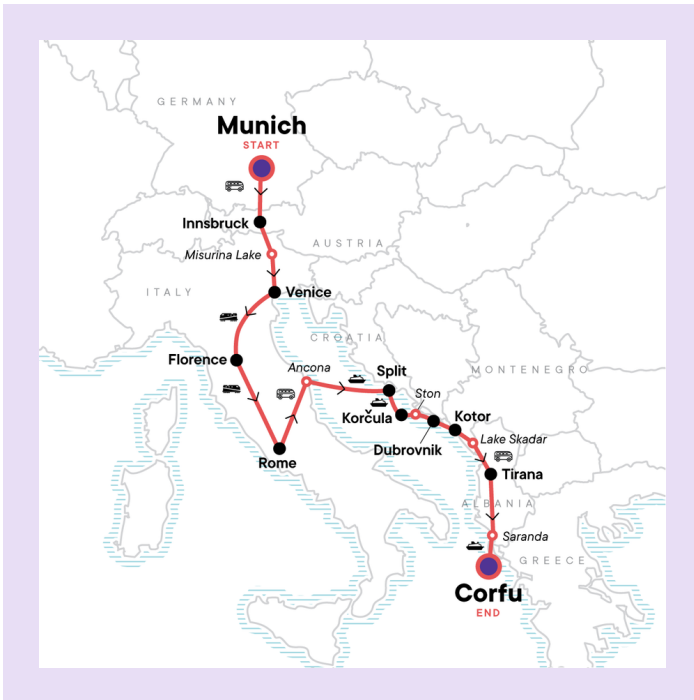 GERMANY
Munich
START
Innsbruck
Misurina Lake
AUSTRIA
ITALY
Venice
CROATIA
Florence
Ancona
Split
MONTENEGRO
Ston
Korčula
Kotor
Dubrovnik
Lake Skadar
Rome
Tirana
ALBANIA
Saranda
GREECE
Corfu
END